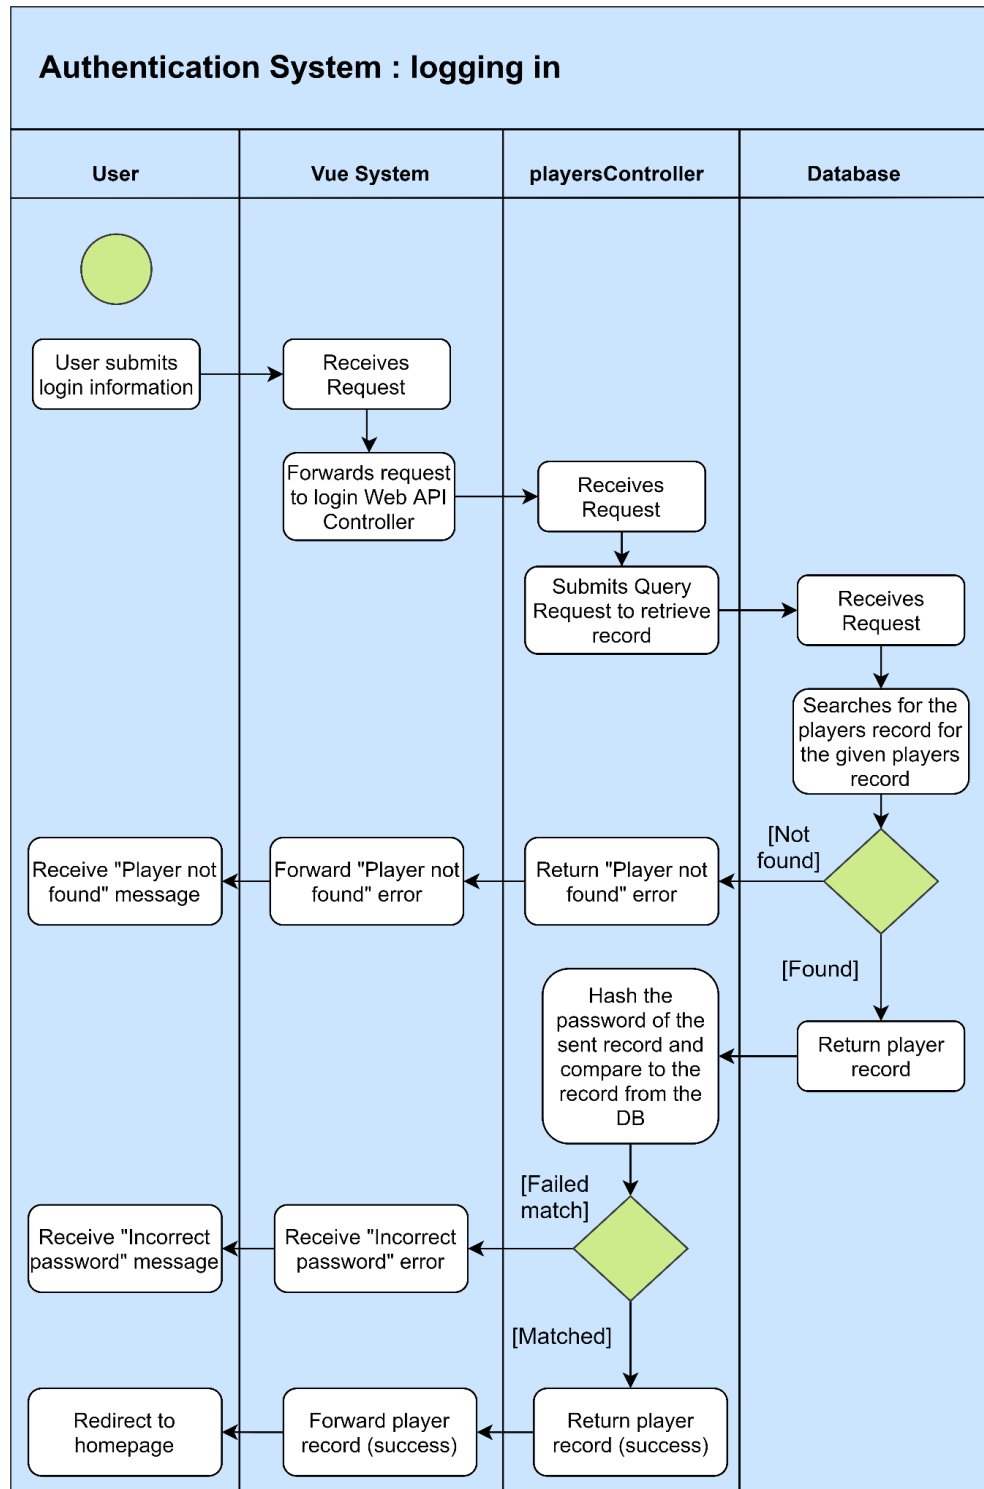 Authentication System : logging in
User
Vue System
playersController
Database
User submits
login information
Receives
Request
Forwards request
to login Web API
Controller
Receives
Request
Submits Query
Request to retrieve
record
Receives
Request
Searches for the
players record for
the given players
record
[Not
found]
Return "Player not
found" error
Forward "Player not
found" error
Receive "Player not
found" message
[Found]
Return player
record
Hash the
password of the
sent record and
compare to the
record from the
DB
[Failed
match]
Receive "Incorrect
password" error
Receive "Incorrect
password" message
[Matched]
Return player
record (success)
Forward player
record (success)
Redirect to
homepage